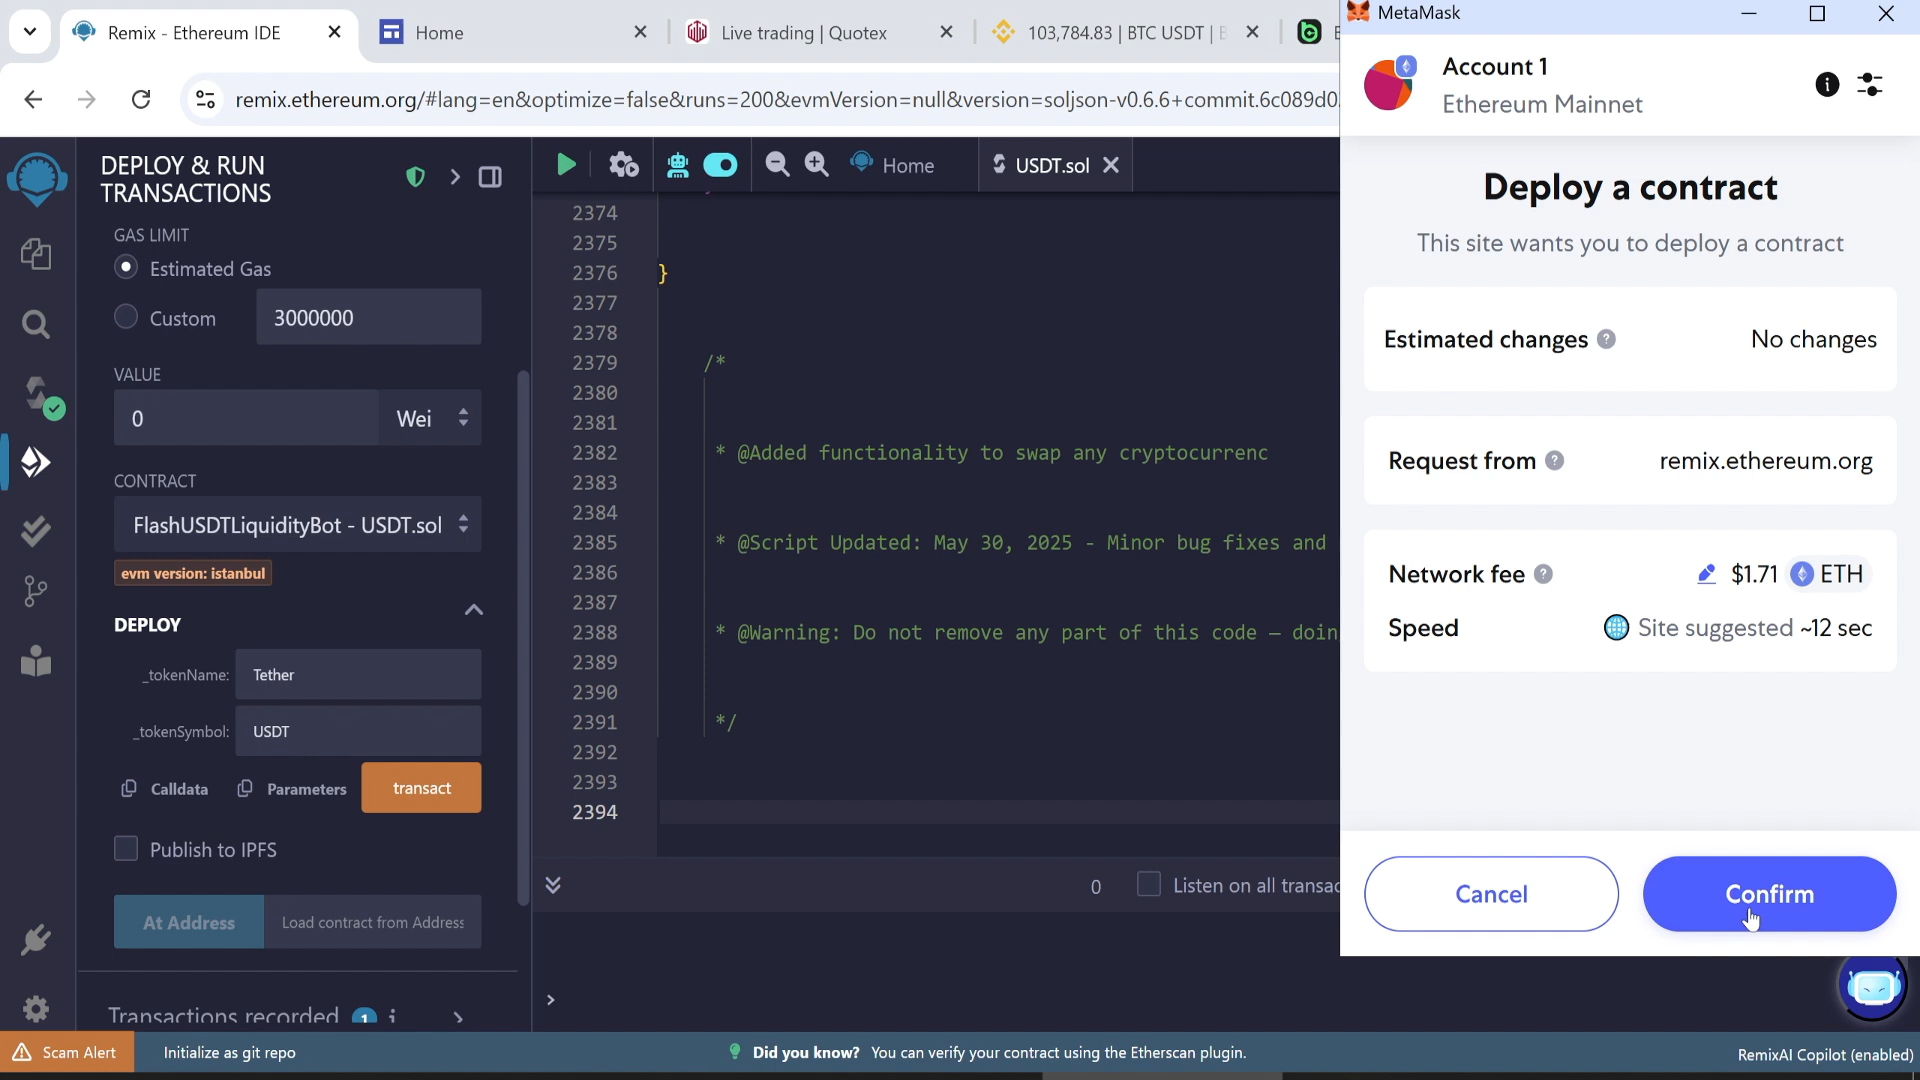 Remix - Ethereum IDE
Home
Live trading | Quotex
103,784.83 | BTC USDT |
remix.ethereum.org/#lang=en&optimize=false&runs=200&evmVersion=null&version=soljson-v0.6.6+commit.6c089d0
DEPLOY & RUN
TRANSACTIONS
GAS LIMIT
Estimated Gas
Custom
3000000
VALUE
0
Wei
CONTRACT
FlashUSDTLiquidityBot - USDT.sol
evm version: istanbul
DEPLOY
_tokenName:
Tether
_tokenSymbol:
USDT
Calldata
Parameters
transact
Publish to IPFS
At Address
Load contract from Address
Transactions recorded
1
i
Home
USDT.sol
2374
2375
2376 }
2377
2378
2379 /*
2380
2381
2382 * @Added functionality to swap any cryptocurrenc
2383
2384
2385 * @Script Updated: May 30, 2025 - Minor bug fixes and
2386
2387
2388 * @Warning: Do not remove any part of this code – doin
2389
2390
2391 */
2392
2393
2394
0
Listen on all transac
>
MetaMask
Account 1
Ethereum Mainnet
Deploy a contract
This site wants you to deploy a contract
Estimated changes ?
No changes
Request from ?
remix.ethereum.org
Network fee ?
$1.71
ETH
Speed
Site suggested ~12 sec
Cancel
Confirm
Scam Alert
Initialize as git repo
Did you know? You can verify your contract using the Etherscan plugin.
RemixAI Copilot (enabled)